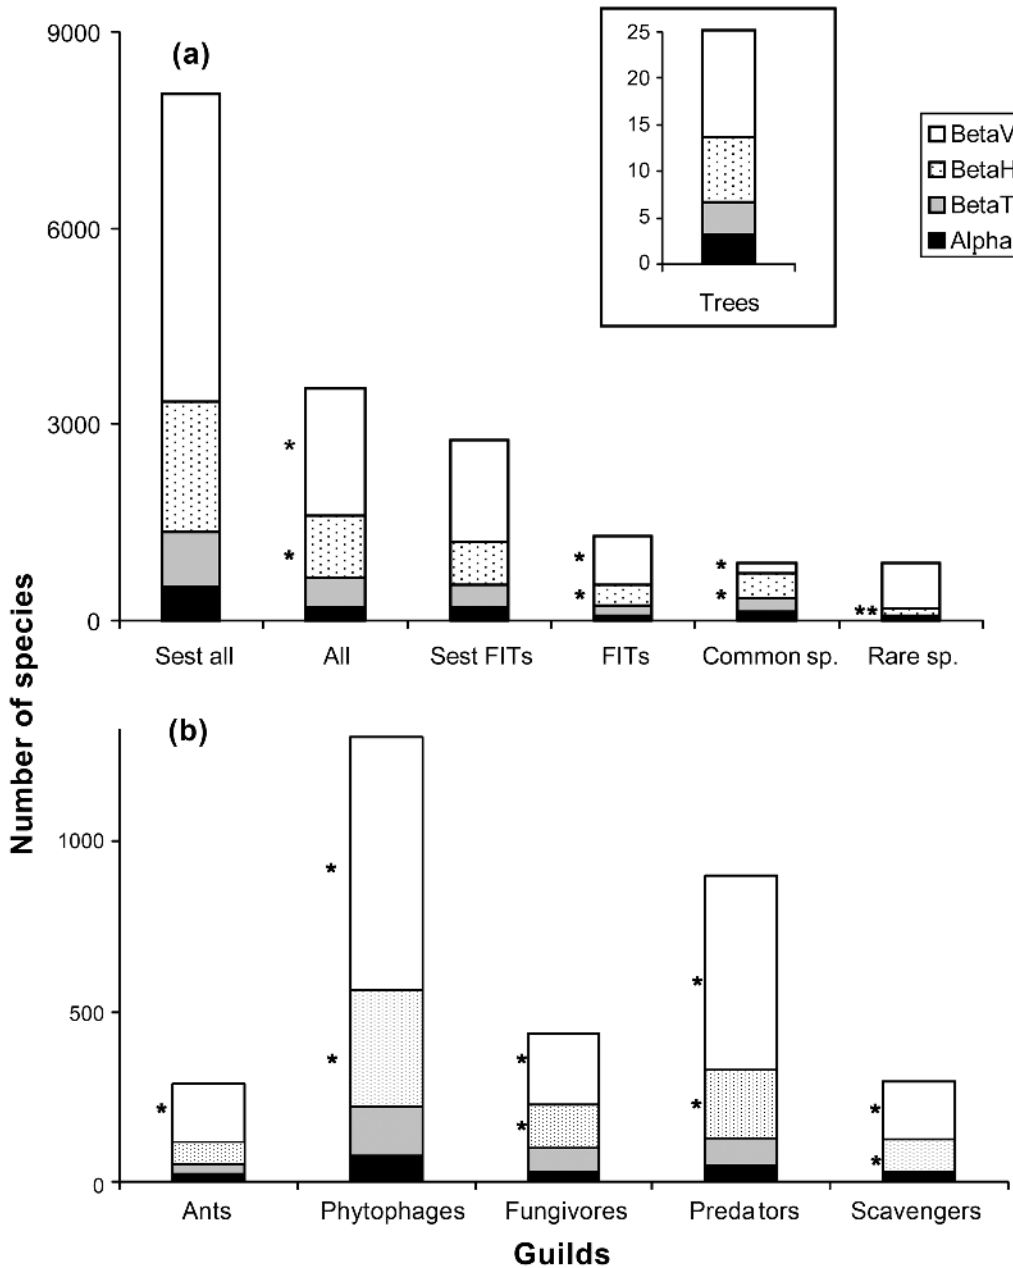 9000
(a)
6000
3000
0
Sest all
All
Sest FITs
FITs
Common sp.
Rare sp.
*
*
*
*
*
*
**
25
20
15
10
5
0
Trees
BetaV
BetaH
BetaT
Alpha
Number of species
(b)
1000
500
0
*
*
*
*
*
*
*
*
*
Ants
Phytophages
Fungivores
Predators
Scavengers
Guilds